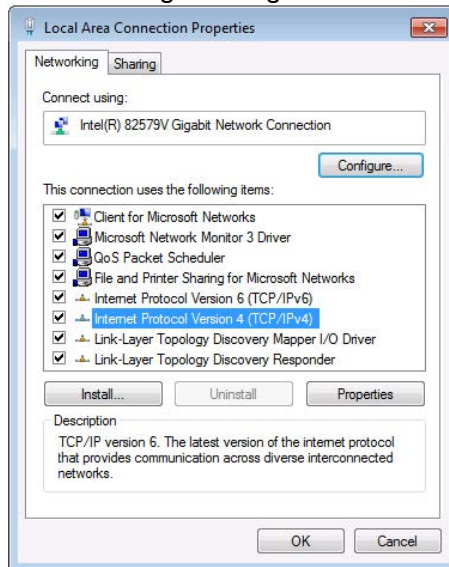 Local Area Connection Properties
Networking
Sharing
Connect using:
Intel(R) 82579V Gigabit Network Connection
Configure...
This connection uses the following items:
Client for Microsoft Networks
Microsoft Network Monitor 3 Driver
QoS Packet Scheduler
File and Printer Sharing for Microsoft Networks
Internet Protocol Version 6 (TCP/IPv6)
Internet Protocol Version 4 (TCP/IPv4)
Link-Layer Topology Discovery Mapper I/O Driver
Link-Layer Topology Discovery Responder
Install...
Uninstall
Properties
Description
TCP/IP version 6. The latest version of the internet protocol
that provides communication across diverse interconnected
networks.
OK
Cancel